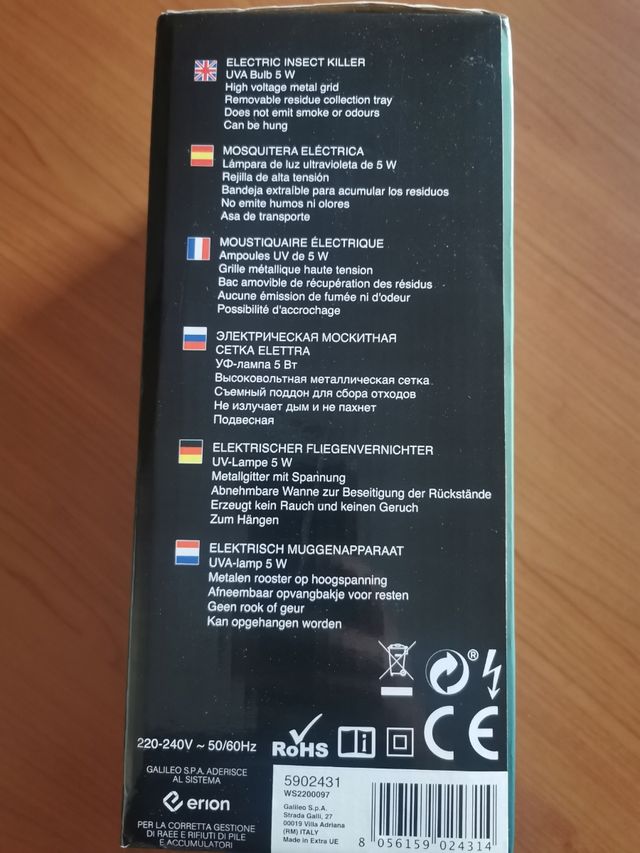 ELECTRIC INSECT KILLER
UVA Bulb 5 W
High voltage metal grid
Removable residue collection tray
Does not emit smoke or odours
Can be hung
MOSQUITERA ELÉCTRICA
Lámpara de luz ultravioleta de 5 W
Rejilla de alta tensión
Bandeja extraíble para acumular los residuos
No emite humos ni olores
Asa de transporte
MOUSTIQUAIRE ÉLECTRIQUE
Ampoules UV de 5 W
Grille métallique haute tension
Bac amovible de récupération des résidus
Aucune émission de fumée ni d'odeur
Possibilité d'accrochage
ЭЛЕКТРИЧЕСКАЯ МОСКИТНАЯ
СЕТКА ELETTRA
УФ-лампа 5 Вт
Высоковольтная металлическая сетка
Съемный поддон для сбора отходов
Не излучает дым и не пахнет
Подвесная
ELEKTRISCHER FLIEGENVERNICHTER
UV-Lampe 5 W
Metallgitter mit Spannung
Abnehmbare Wanne zur Beseitigung der Rückstände
Erzeugt kein Rauch und keinen Geruch
Zum Hängen
ELEKTRISCH MUGGENAPPARAAT
UVA-lamp 5 W
Metalen rooster op hoogspanning
Afneembaar opvangbakje voor resten
Geen rook of geur
Kan opgehangen worden
®
220-240V ~ 50/60Hz
RoHS
CE
GALILEO S.P.A. ADERISCE
AL SISTEMA
erion
PER LA CORRETTA GESTIONE
DI RAEE E RIFIUTI DI PILE
E ACCUMULATORI
5902431
WS2200097
Galileo S.p.A.
Strada Galli, 27
00019 Villa Adriana
(RM) ITALY
Made in Extra UE
8 056159 024314